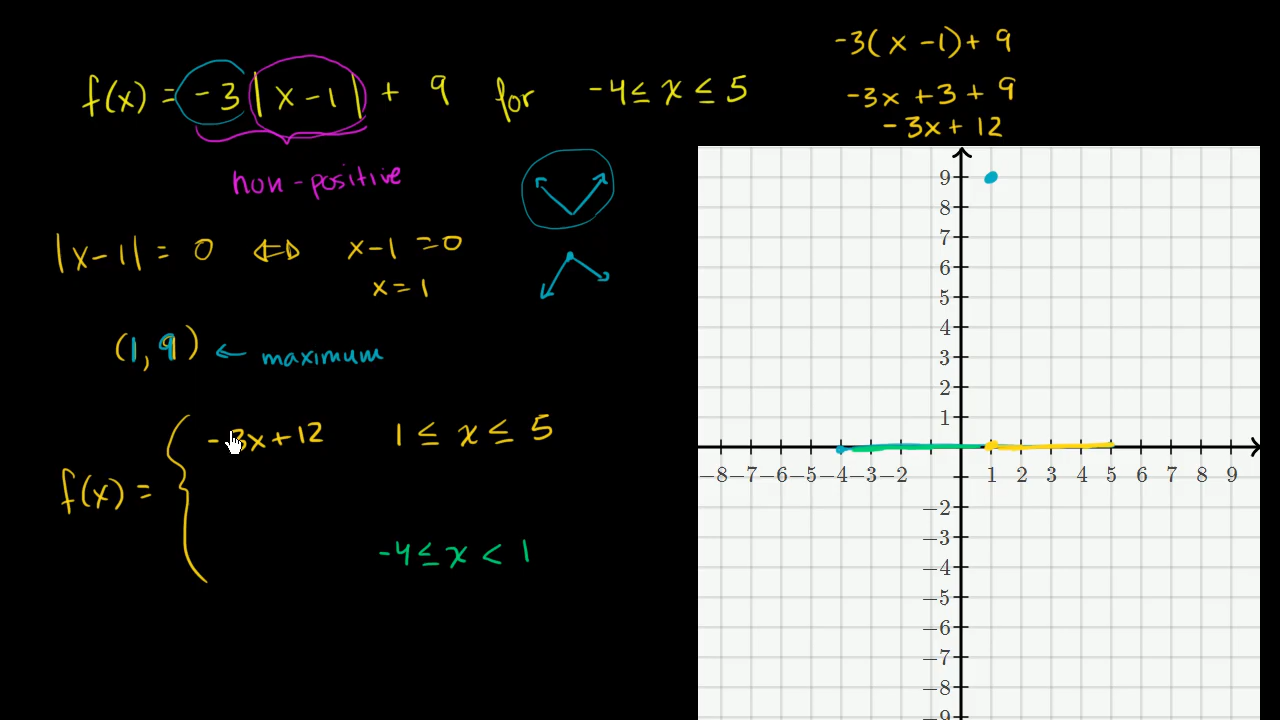 f(x) = -3|x-1| + 9 for -4 ≤ x ≤ 5
non-positive
|x-1| = 0 ⇔ x-1 = 0
x = 1
(1, 9) ← maximum
f(x) = {
-3x+12 1 ≤ x ≤ 5
-4 ≤ x < 1
-3(x-1)+9
-3x+3+9
-3x+12
9
8
7
6
5
4
3
2
1
-8 -7 -6 -5 -4 -3 -2 1 2 3 4 5 6 7 8 9
-2
-3
-4
-5
-6
-7
-8
-9